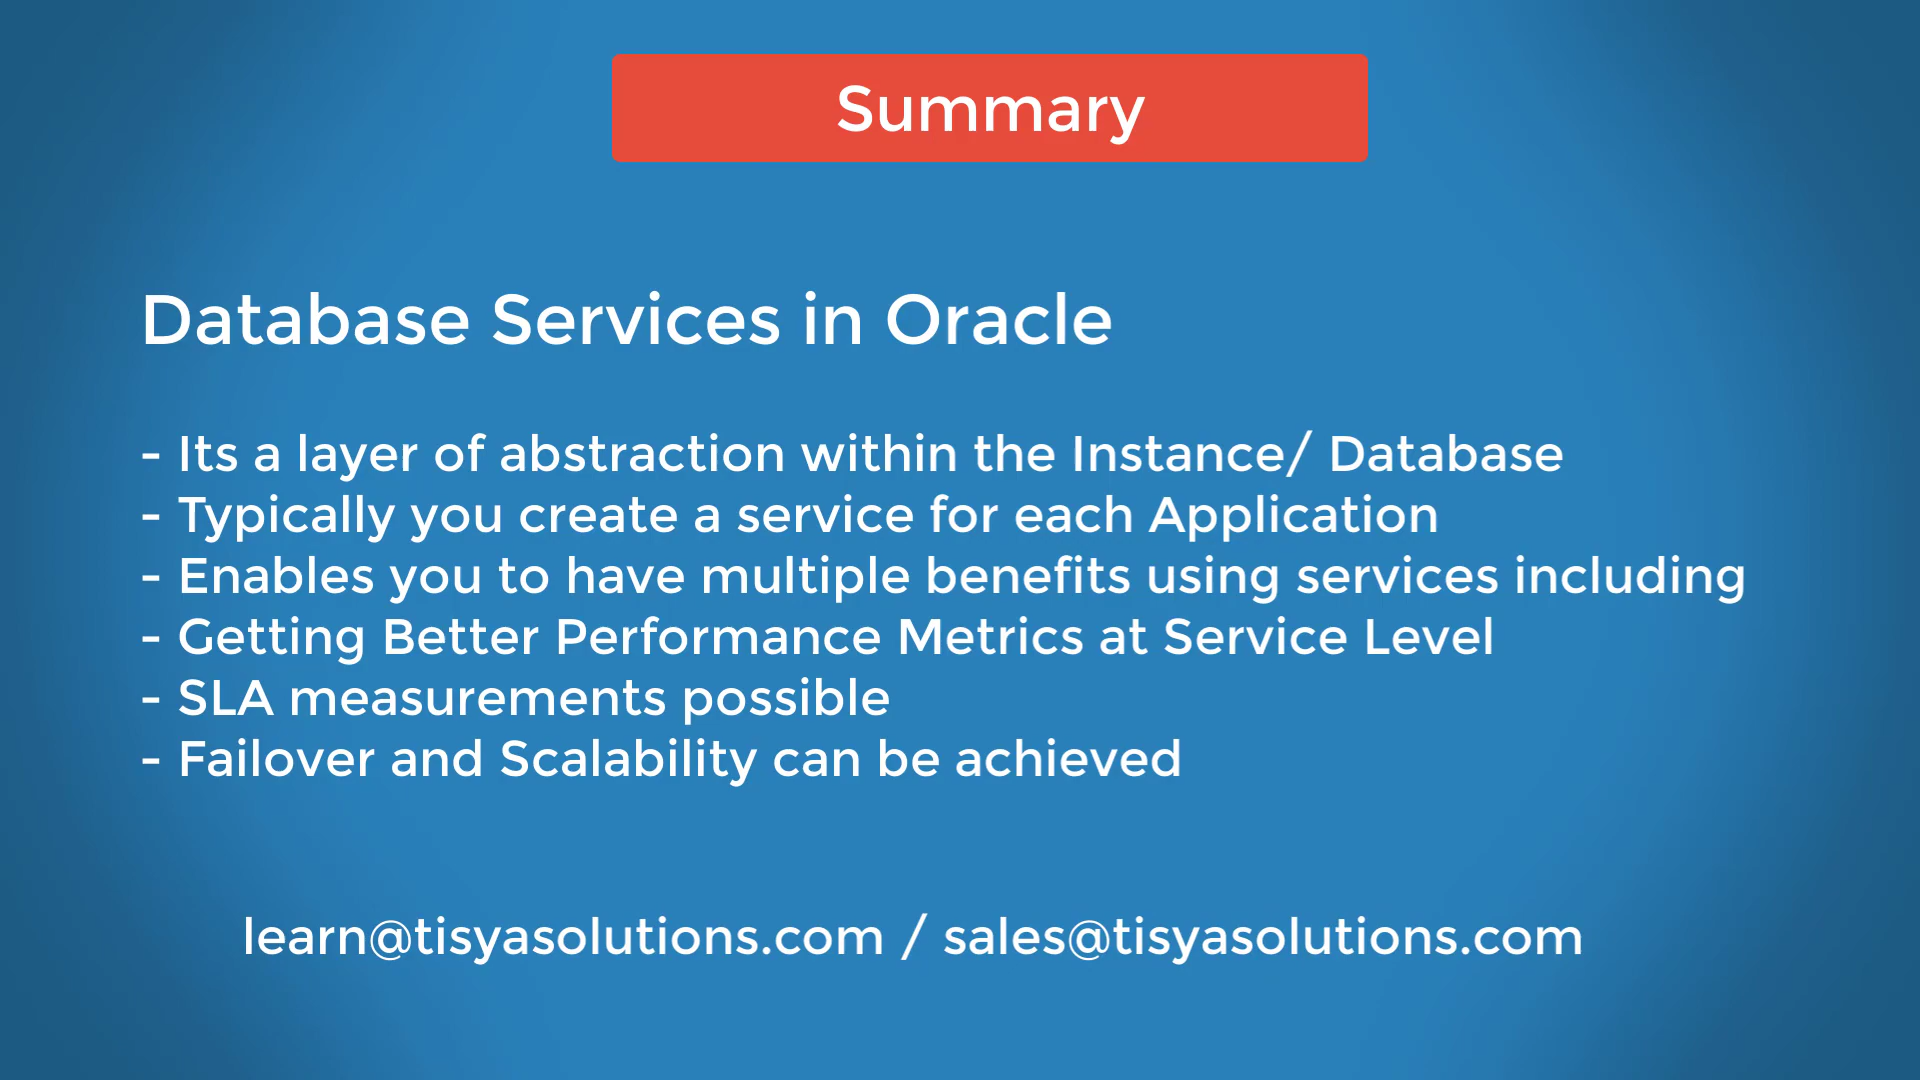 Summary
Database Services in Oracle
- Its a layer of abstraction within the Instance/ Database
- Typically you create a service for each Application
- Enables you to have multiple benefits using services including
- Getting Better Performance Metrics at Service Level
- SLA measurements possible
- Failover and Scalability can be achieved
learn@tisyasolutions.com / sales@tisyasolutions.com